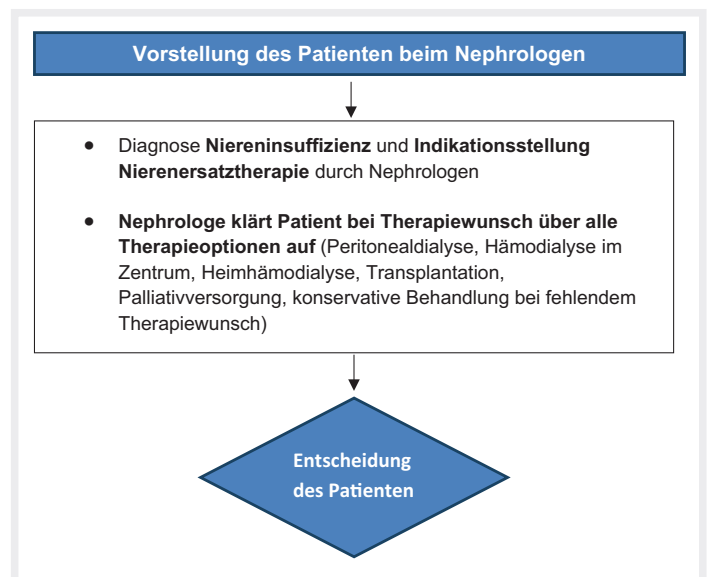 Vorstellung des Patienten beim Nephrologen
● Diagnose Niereninsuffizienz und Indikationsstellung
Nierenersatztherapie durch Nephrologen
● Nephrologe klärt Patient bei Therapiewunsch über alle
Therapieoptionen auf (Peritonealdialyse, Hämodialyse im
Zentrum, Heimhämodialyse, Transplantation,
Palliativversorgung, konservative Behandlung bei fehlendem
Therapiewunsch)
Entscheidung
des Patienten